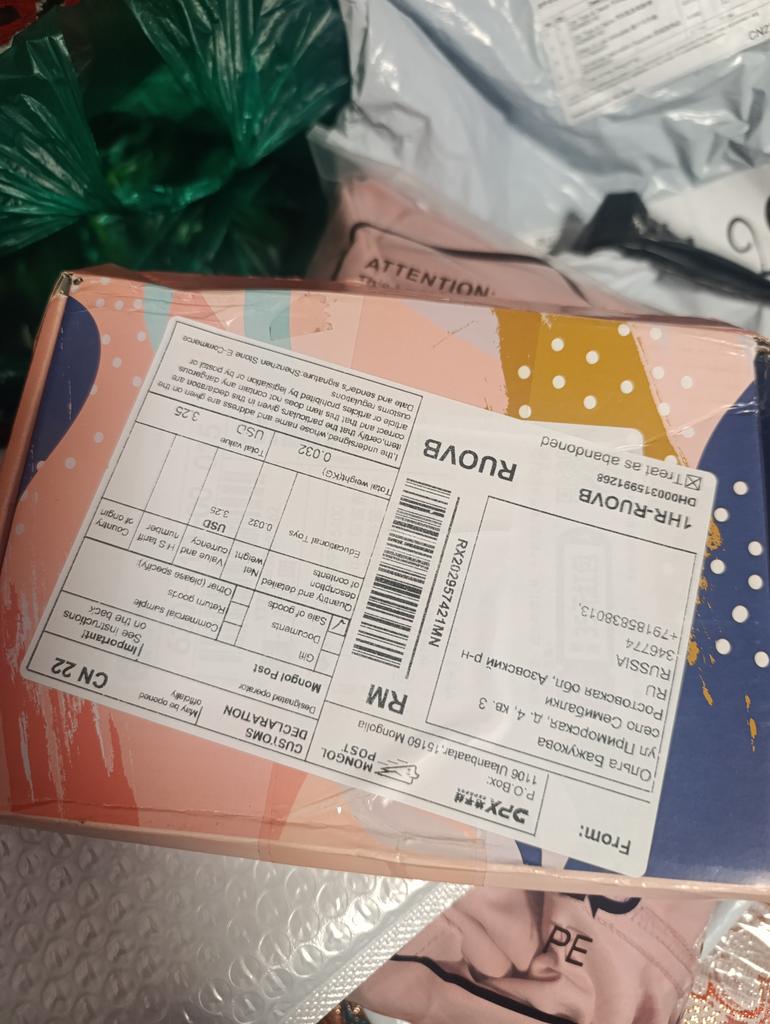 From:
DPX
P.O.Box:
1106 Ulaanbaatar,15160 Mongolia
MONGOL
POST
Ольга Бажукова
ул Приморская, д. 4, кв. 3
село Семибалки
Ростовская обл, Азовский р-н
RU
RUSSIA
346774
+79185838013,
RM
RX202957421MN
RUOVB
1HR-RUOVB
DH000315991268
Treat as abandoned
CUSTOMS
DECLARATION
May be opened
officially
CN 22
Designated operator
Mongol Post
Important!
See instructions
on the back
Gift
Commercial sample
Documents
Return goods
Sale of goods
Other (please specify):
Quantity and detailed
description
of contents
Net
weight
Value and
currency
H S tariff
number
Country
of origin
Educational Toys
0.032
3.25
USD
Total weight(KG)
Total value
0.032
3.25
USD
I,the undersigned,whose name and address are given on the
item,certify that the particulars given in this declaration are
correct and that this item does not contain any dangerous
article or articles prohibited by legislation or by postal or
customs regulations
Date and sender's signature:Shenzhen Stone E-Commerce
ATTENTION:
PE